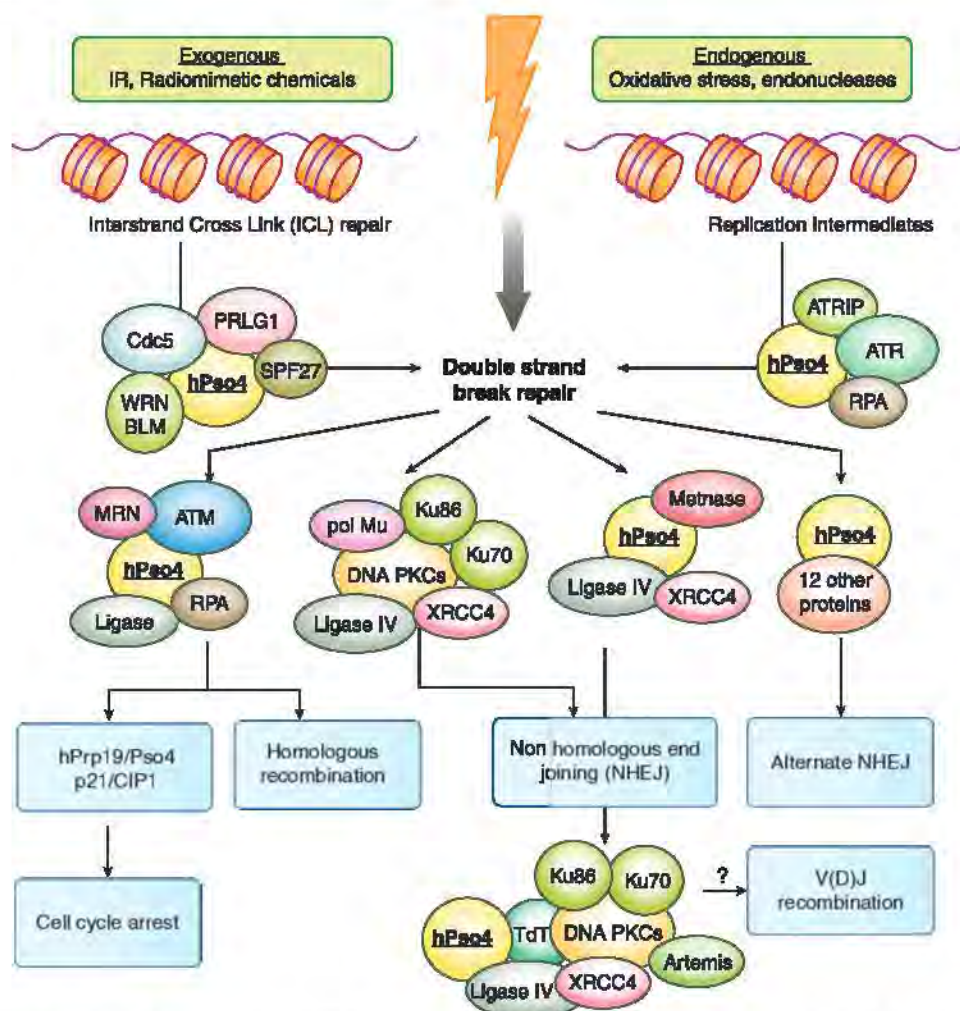 Exogenous
IR, Radiomimetic chemicals
Endogenous
Oxidative stress, endonucleases
Interstrand Cross Link (ICL) repair
Replication Intermediates
Cdc5
PRLG1
hPso4
SPF27
WRN
BLM
ATRIP
hPso4
ATR
RPA
Double strand
break repair
MRN
ATM
hPso4
RPA
Ligase
pol Mu
Ku86
Ku70
DNA PKCs
XRCC4
Ligase IV
Metnase
hPso4
Ligase IV
XRCC4
hPso4
12 other
proteins
hPrp19/Pso4
p21/CIP1
Homologous
recombination
Non homologous end
joining (NHEJ)
Alternate NHEJ
Cell cycle arrest
Ku86
Ku70
?
V(D)J
recombination
hPso4
TdT
DNA PKCs
Artemis
Ligase IV
XRCC4